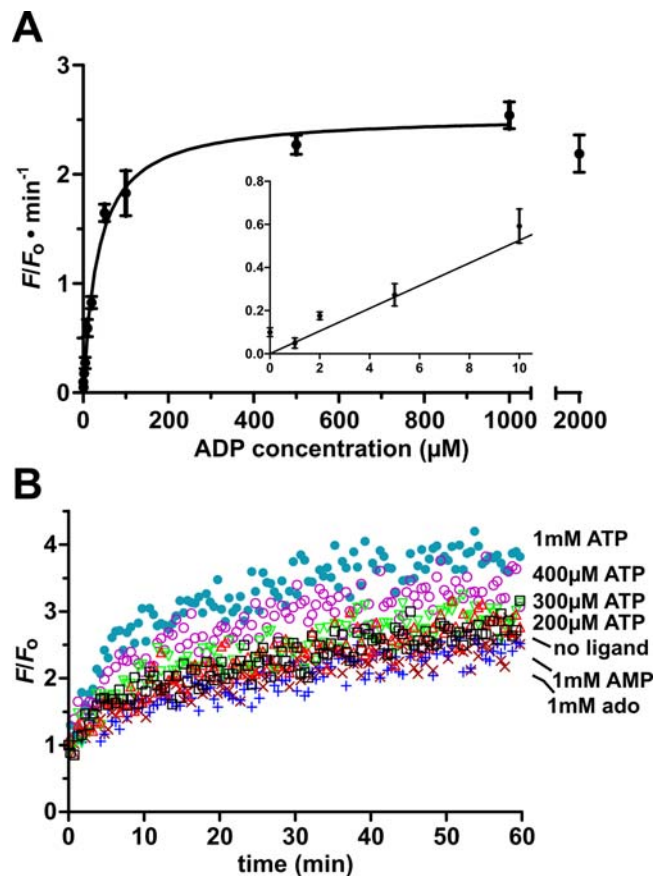 A
3
2
1
0
F/Fo • min-1
0.8
0.6
0.4
0.2
0.0
0 2 4 6 8 10
0 200 400 600 800 1000 2000
ADP concentration (µM)
B
4
3
2
1
0
F/Fo
1mM ATP
400µM ATP
300µM ATP
200µM ATP
no ligand
1mM AMP
1mM ado
0 10 20 30 40 50 60
time (min)